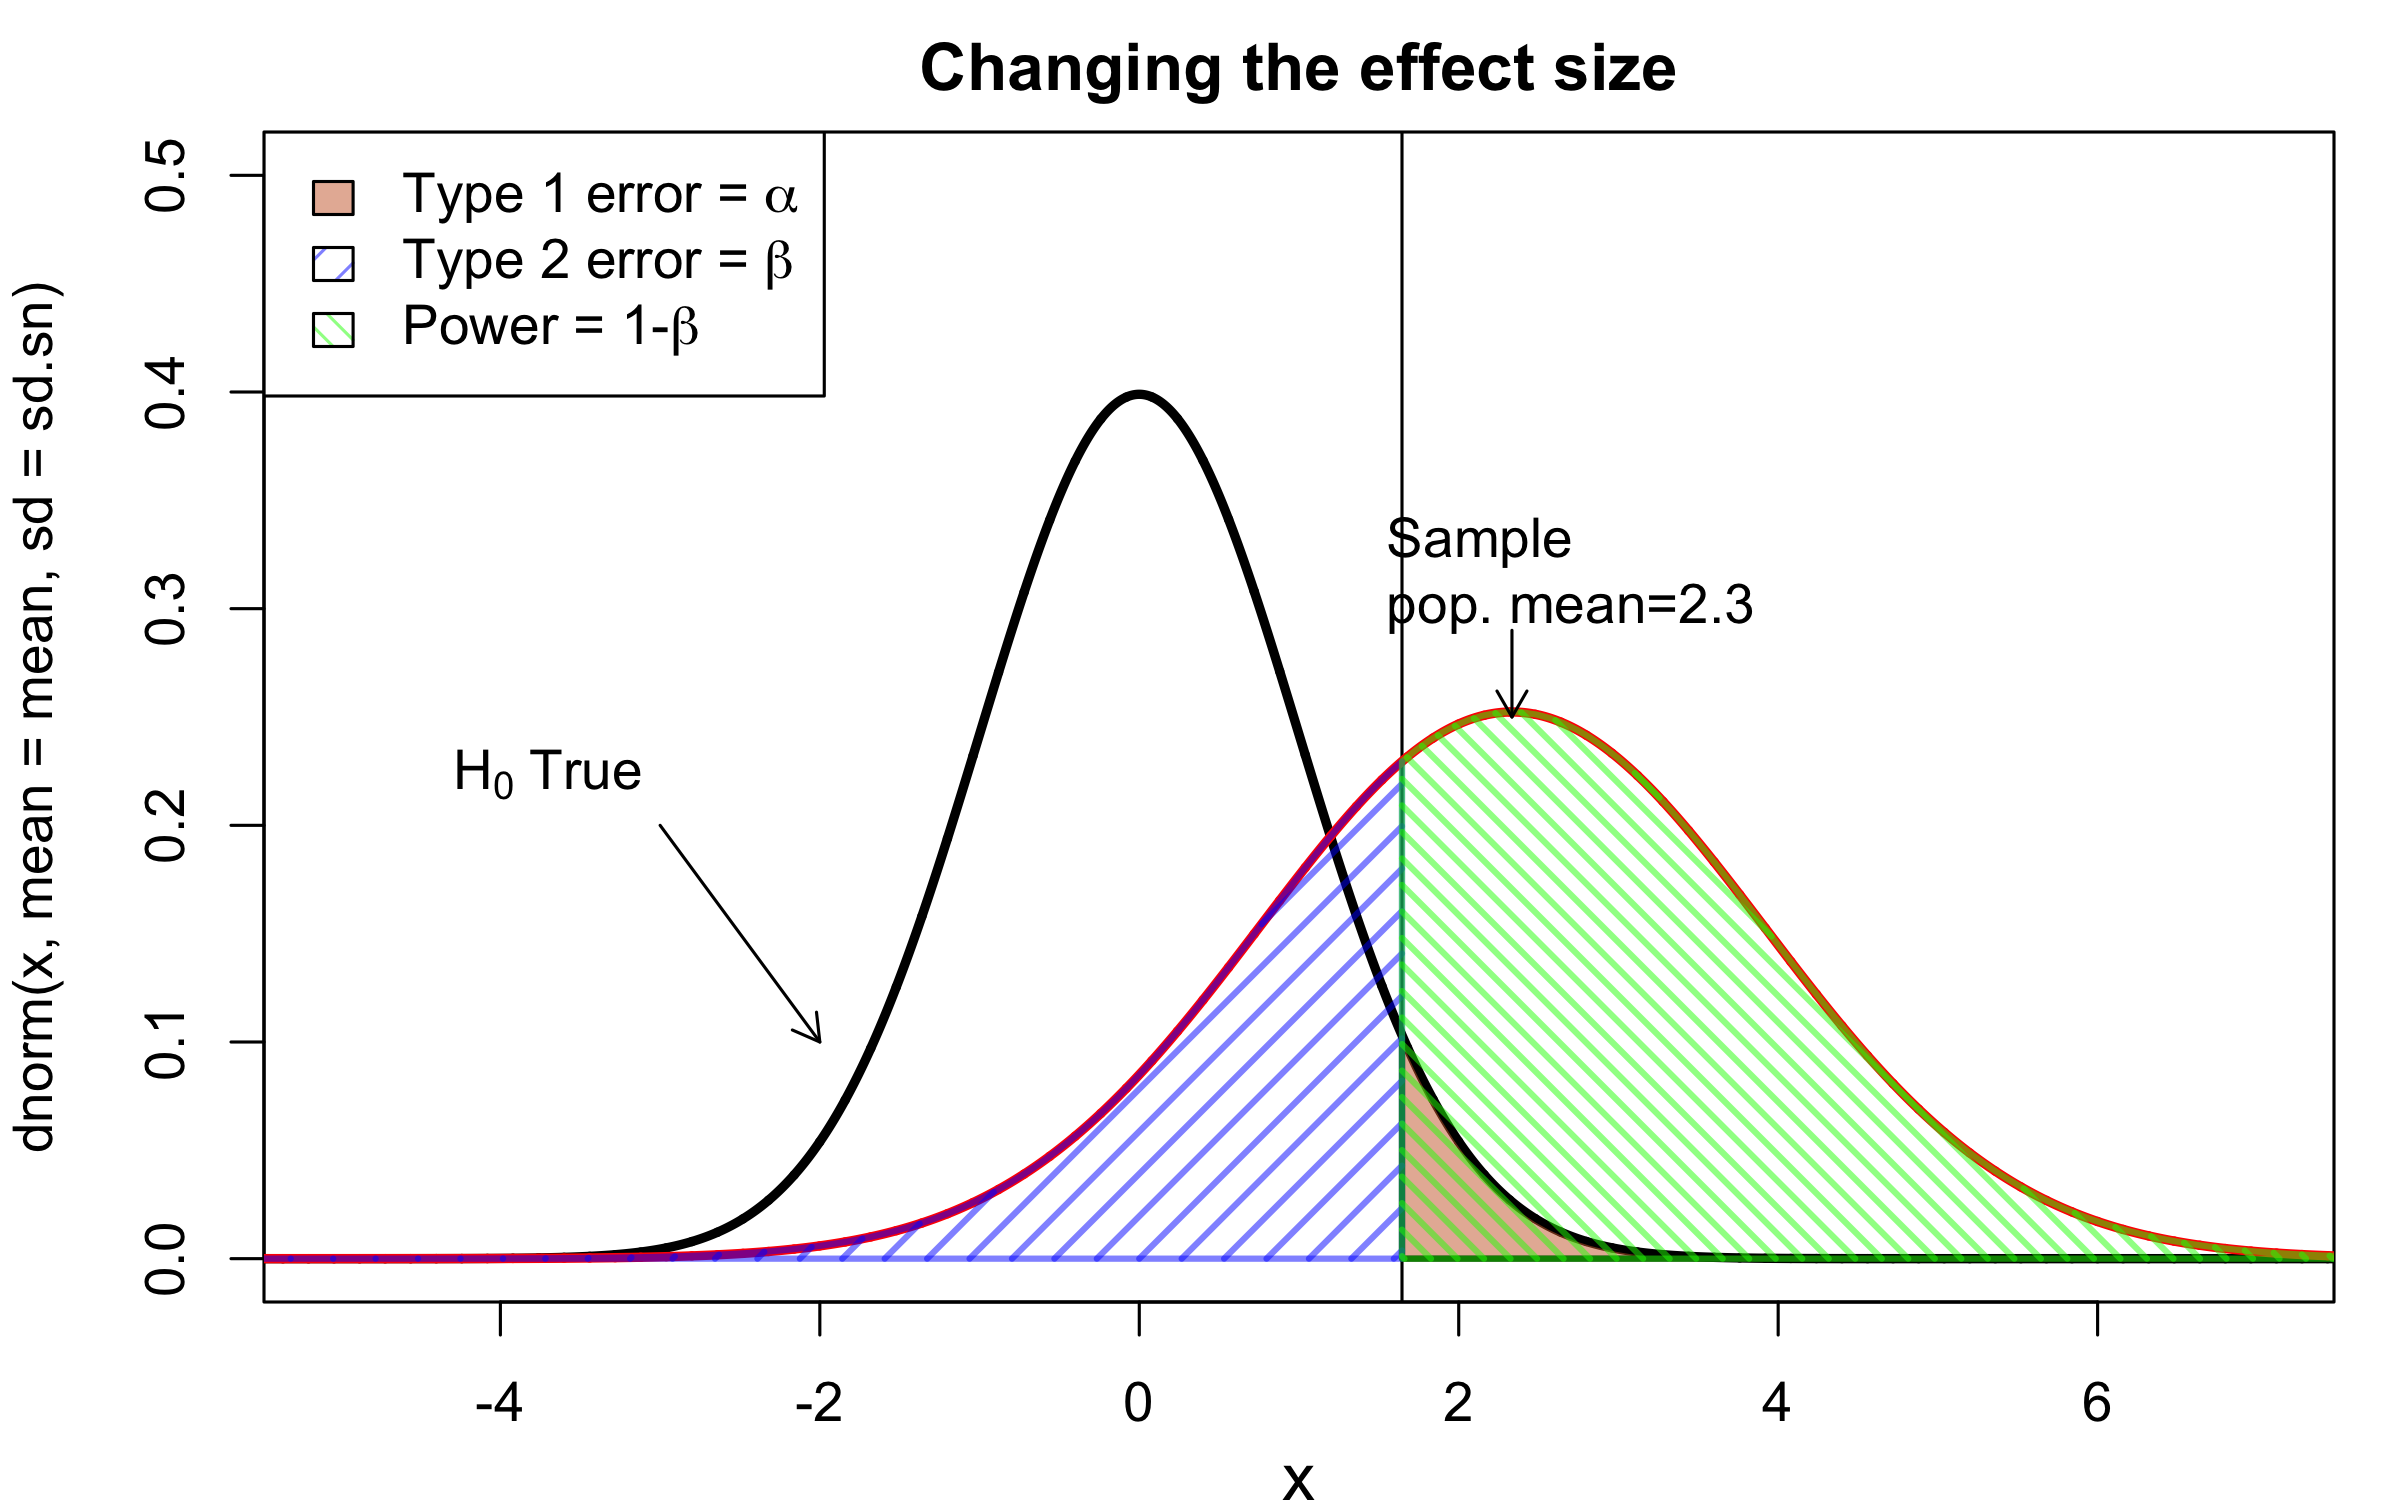 Changing the effect size
Type 1 error = α
Type 2 error = β
Power = 1-β
Sample
pop. mean=2.3
H₀ True
dnorm(x, mean = mean, sd = sd.sn)
0.5
0.4
0.3
0.2
0.1
0.0
-4 -2 0 2 4 6
x